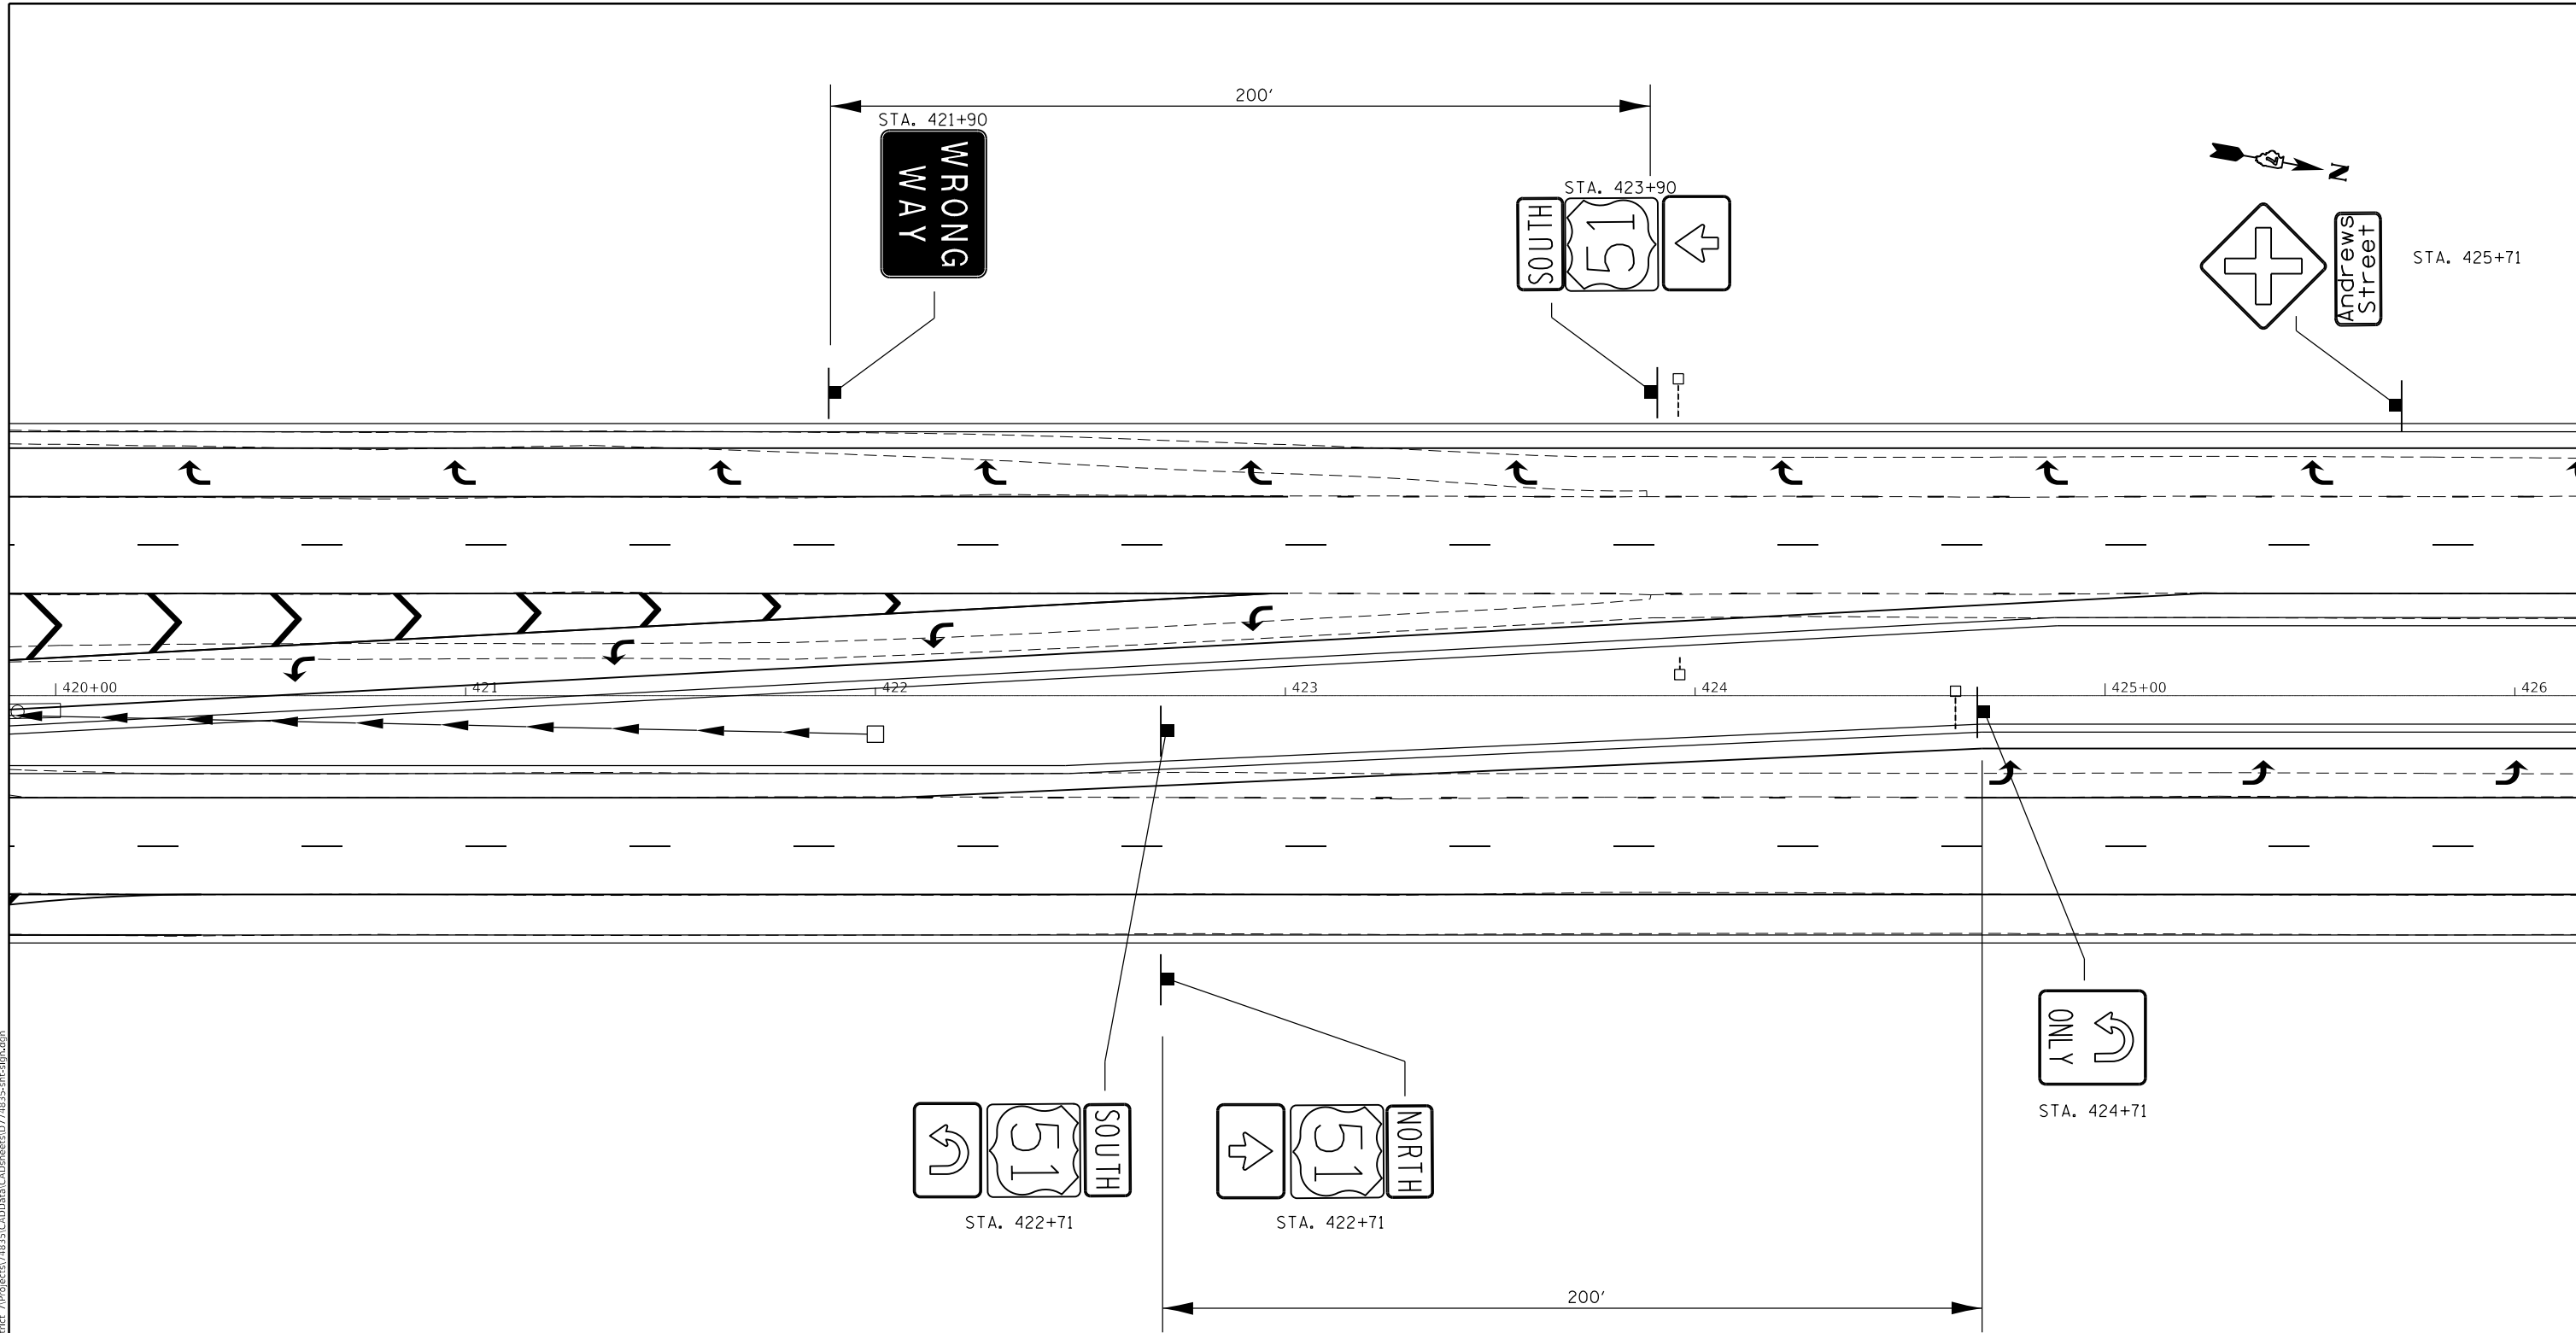 200'
STA. 421+90
WRONG
WAY
STA. 423+90
SOUTH
51
N
Andrews
Street
STA. 425+71
420+00
421
422
423
424
425+00
426
ONLY
STA. 424+71
51
SOUTH
STA. 422+71
51
NORTH
STA. 422+71
200'